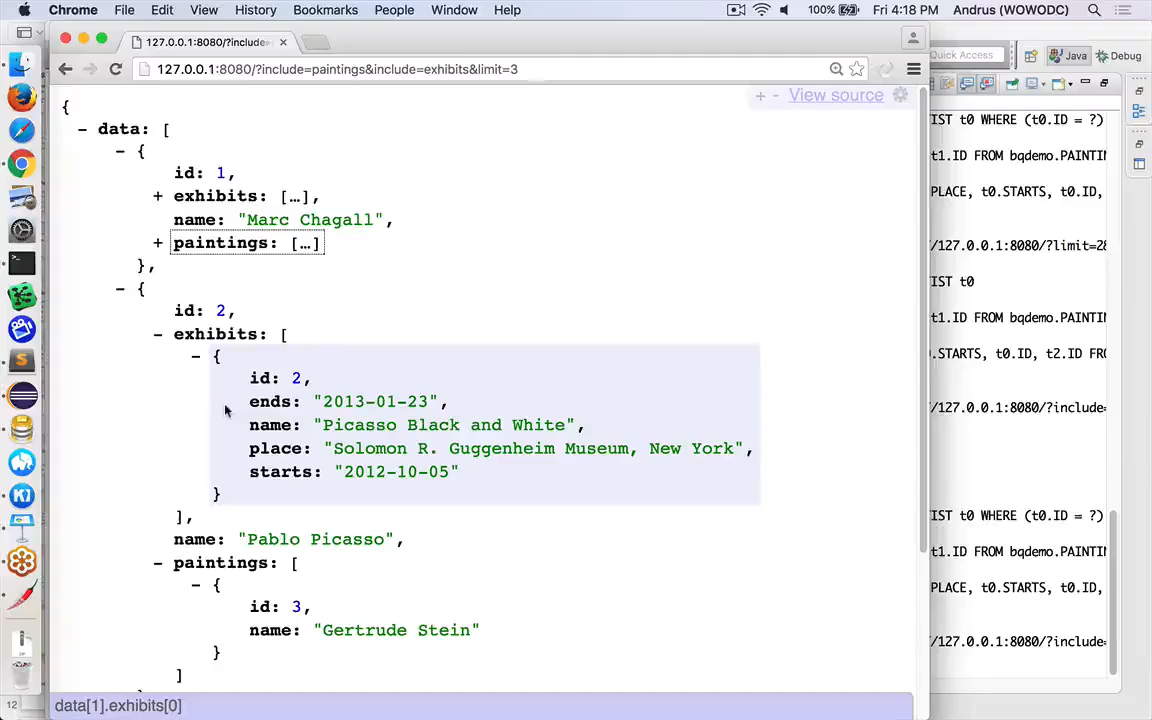 Chrome File Edit View History Bookmarks People Window Help 100% Fri 4:18 PM Andrus (WOWODC)
127.0.0.1:8080/?include=
127.0.0.1:8080/?include=paintings&include=exhibits&limit=3
Quick Access Java Debug
+ - View source
{
- data: [
- {
id: 1,
+ exhibits: […],
name: "Marc Chagall",
+ paintings: […]
},
- {
id: 2,
- exhibits: [
- {
id: 2,
ends: "2013-01-23",
name: "Picasso Black and White",
place: "Solomon R. Guggenheim Museum, New York",
starts: "2012-10-05"
}
],
name: "Pablo Picasso",
- paintings: [
- {
id: 3,
name: "Gertrude Stein"
}
]
data[1].exhibits[0]
IST t0 WHERE (t0.ID = ?)
t1.ID FROM bqdemo.PAINTIN
PLACE, t0.STARTS, t0.ID,
/127.0.0.1:8080/?limit=2&
IST t0
t1.ID FROM bqdemo.PAINTIN
.STARTS, t0.ID, t2.ID FRO
/127.0.0.1:8080/?include=
IST t0 WHERE (t0.ID = ?)
t1.ID FROM bqdemo.PAINTIN
PLACE, t0.STARTS, t0.ID,
/127.0.0.1:8080/?include=
12